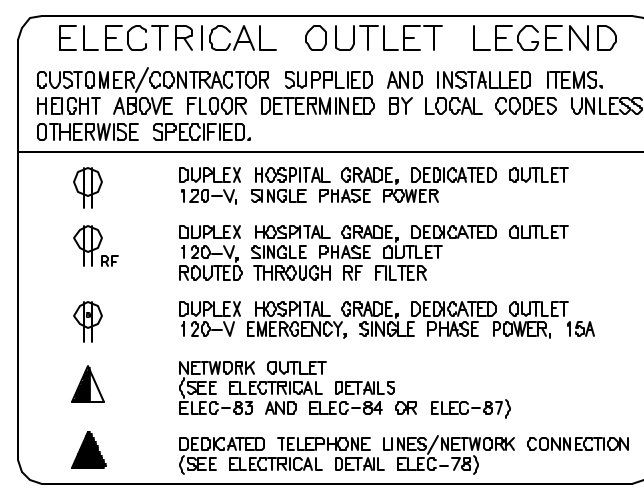 ELECTRICAL OUTLET LEGEND
CUSTOMER/CONTRACTOR SUPPLIED AND INSTALLED ITEMS.
HEIGHT ABOVE FLOOR DETERMINED BY LOCAL CODES UNLESS
OTHERWISE SPECIFIED.
DUPLEX HOSPITAL GRADE, DEDICATED OUTLET
120-V, SINGLE PHASE POWER
RF
DUPLEX HOSPITAL GRADE, DEDICATED OUTLET
120-V, SINGLE PHASE OUTLET
ROUTED THROUGH RF FILTER
DUPLEX HOSPITAL GRADE, DEDICATED OUTLET
120-V EMERGENCY, SINGLE PHASE POWER, 15A
NETWORK OUTLET
(SEE ELECTRICAL DETAILS
ELEC-83 AND ELEC-84 OR ELEC-87)
DEDICATED TELEPHONE LINES/NETWORK CONNECTION
(SEE ELECTRICAL DETAIL ELEC-78)